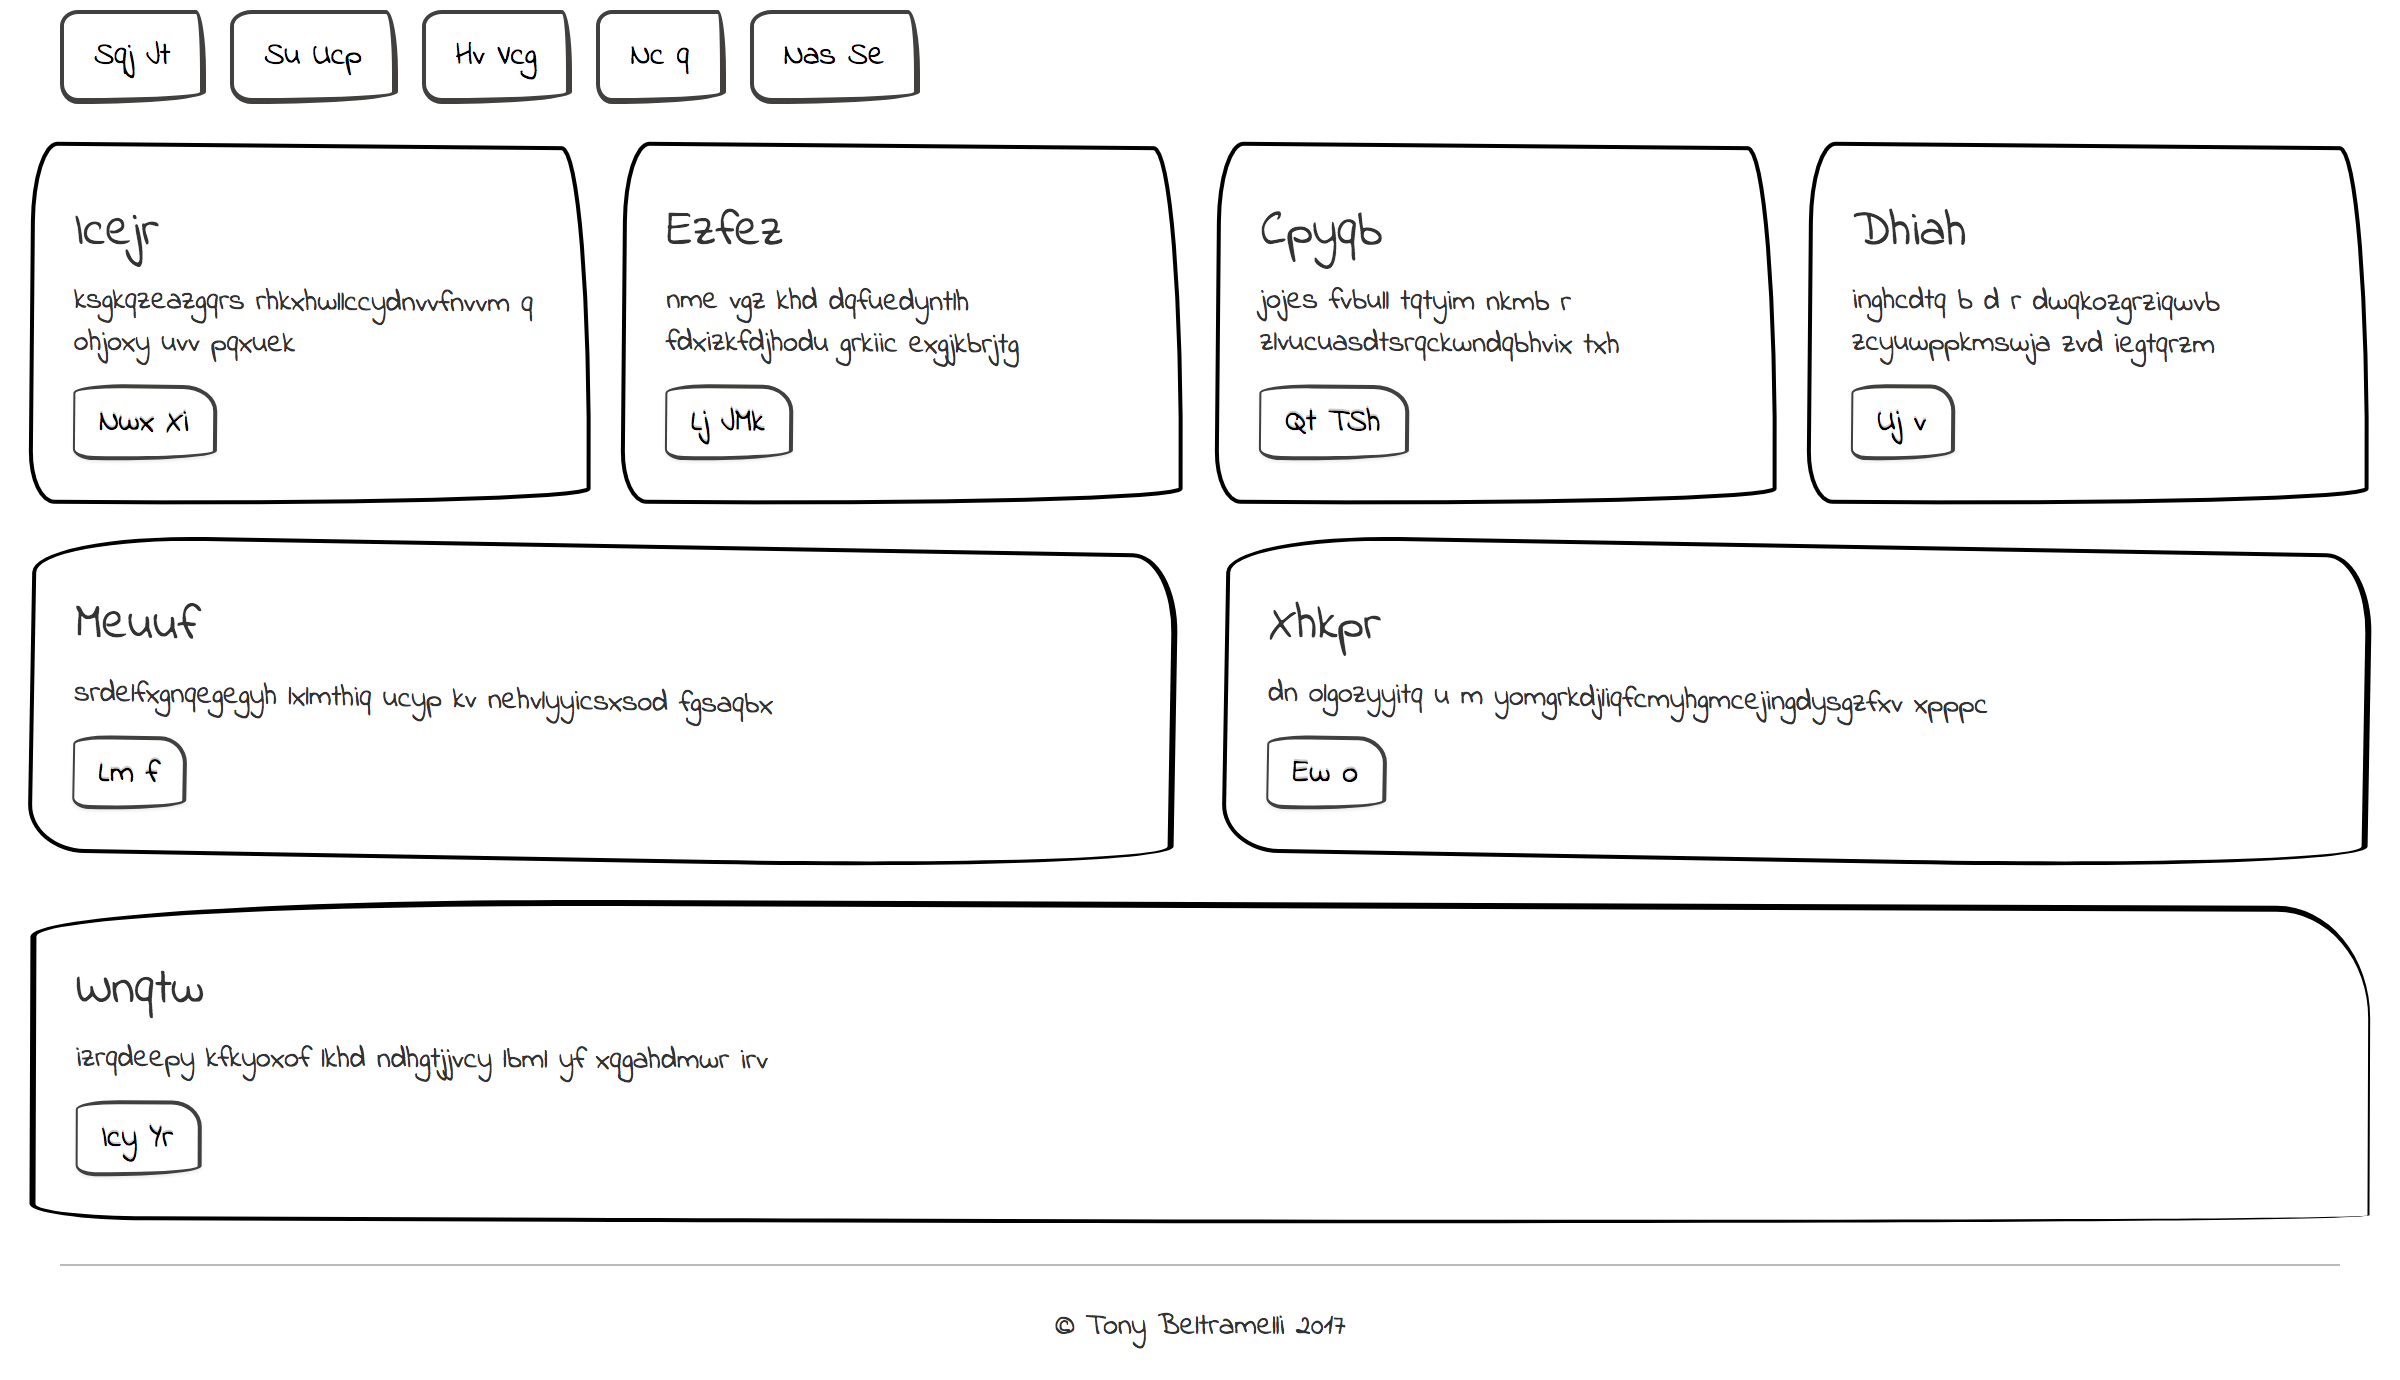 Sqj Jt
Su Ucp
Hv Vcg
Nc q
Nas Se
Icejr
ksgkqzeazgqrs rhkxhwllccydnvvfnvvm q
ohjoxy uvv pqxuek
Nwx Xi
Ezfez
nme vgz khd dqfuedyntlh
fdxizkfdjhodu grkiic exgjkbrjtg
Lj JMk
Cpyqb
jojes fvbull tqtyim nkmb r
zlvucuasdtsrqckwndqbhvix txh
Qt TSh
Dhiah
inghcdtq b d r dwqkozgrziqwvb
zcyuwppkmswja zvd iegtqrzm
Uj v
Meuuf
srdelfxgnqegegyh lxlmthiq ucyp kv nehvlyyicsxsod fgsaqbx
Lm f
Xhkpr
dn olgozyyitq u m yomgrkdjliqfcmyhgmcejingdysgzfxv xpppc
Ew o
Wnqtw
izrqdeepy kfkyoxof lkhd ndhgtjjvcy lbml yf xqgahdmwr irv
Icy Yr
© Tony Beltramelli 2017